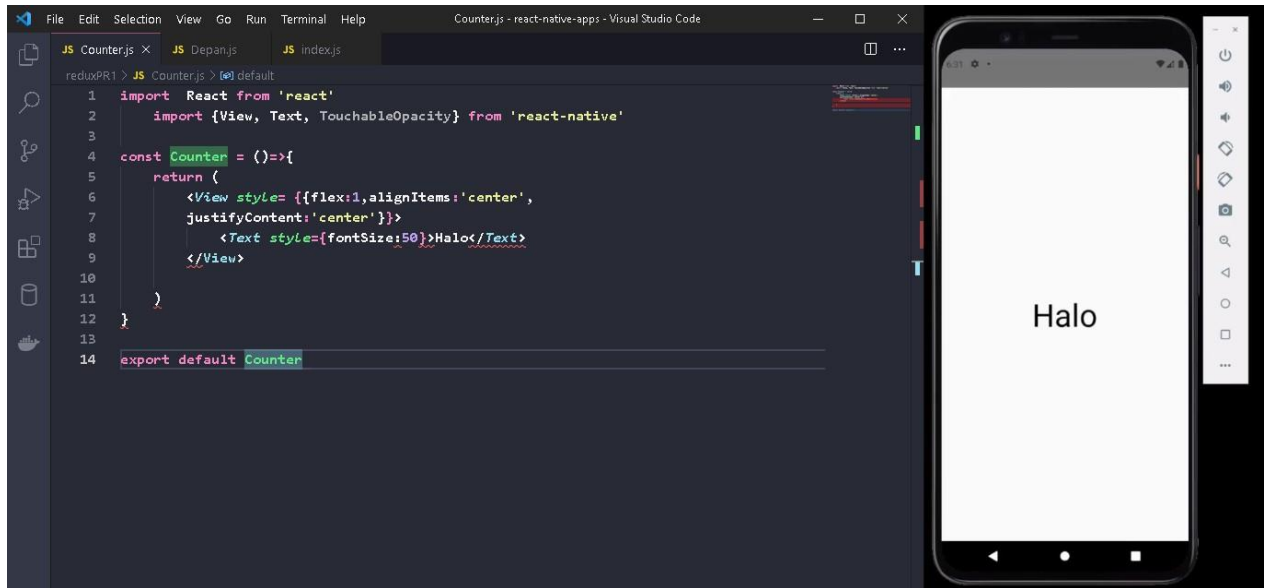 File Edit Selection View Go Run Terminal Help Counter.js - react-native-apps - Visual Studio Code
JS Counter.js × JS Depan.js JS index.js
reduxPR1 > JS Counter.js > default
1 import  React from 'react'
2     import {View, Text, TouchableOpacity} from 'react-native'
3
4 const Counter = ()=>{
5     return (
6         <View style= {{flex:1,alignItems:'center',
7         justifyContent:'center'}}>
8             <Text style={fontSize:50}>Halo</Text>
9         </View>
10
11     )
12 }
13
14 export default Counter
6:31
Halo